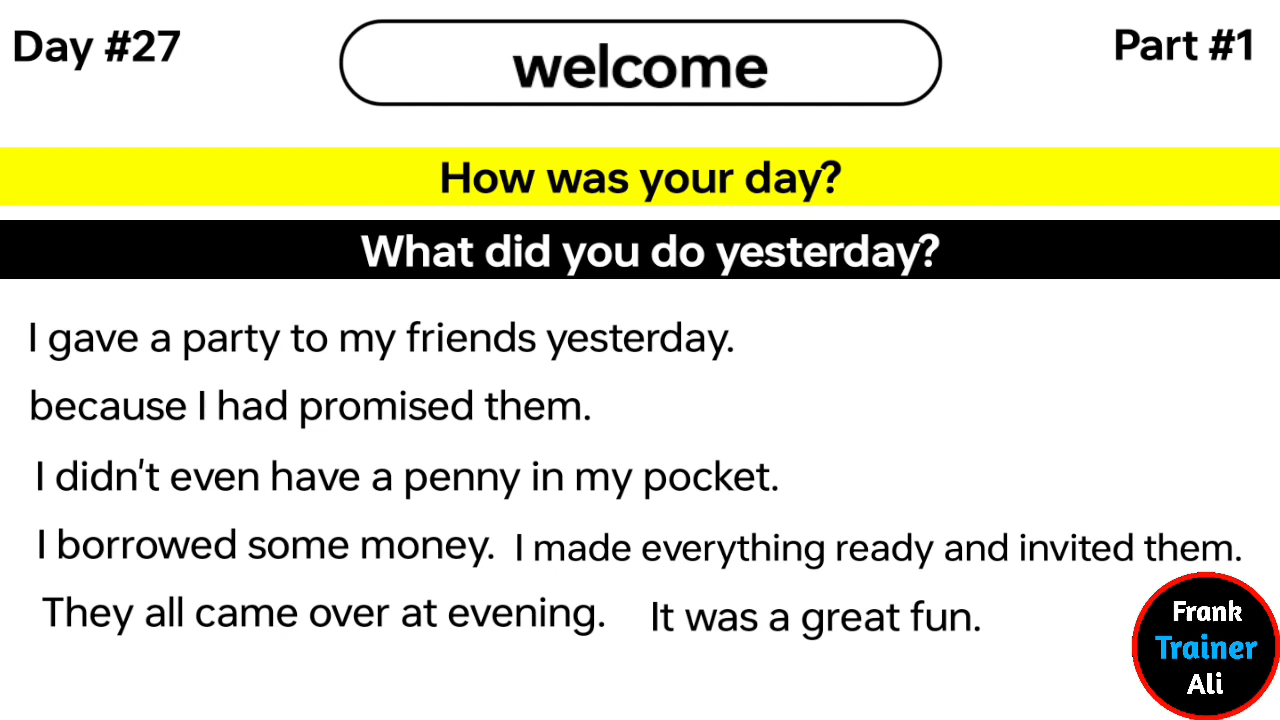 Day #27
welcome
Part #1
How was your day?
What did you do yesterday?
I gave a party to my friends yesterday.
because I had promised them.
I didn't even have a penny in my pocket.
I borrowed some money. I made everything ready and invited them.
They all came over at evening. It was a great fun.
Frank
Trainer
Ali